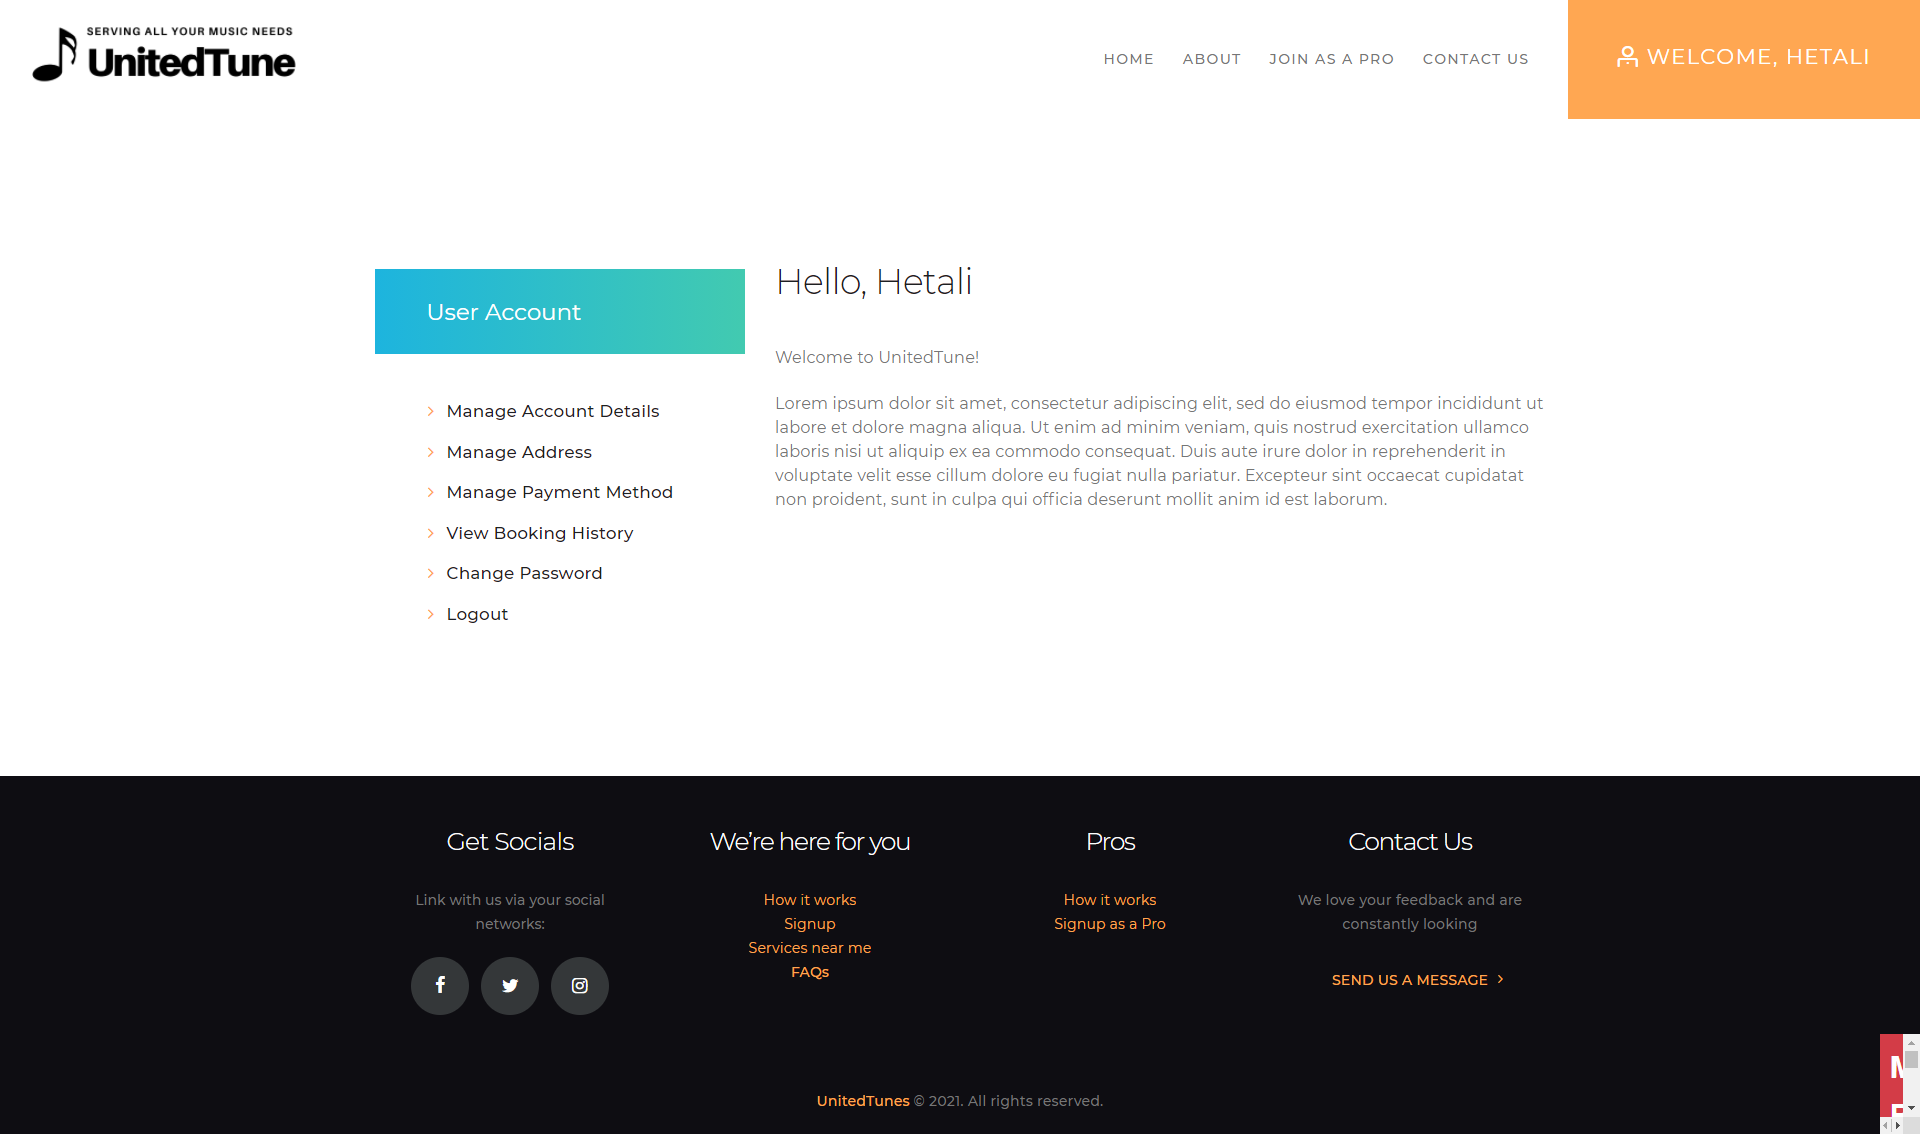 SERVING ALL YOUR MUSIC NEEDS
UnitedTune
HOME
ABOUT
JOIN AS A PRO
CONTACT US
WELCOME, HETALI
User Account
Manage Account Details
Manage Address
Manage Payment Method
View Booking History
Change Password
Logout
Hello, Hetali
Welcome to UnitedTune!
Lorem ipsum dolor sit amet, consectetur adipiscing elit, sed do eiusmod tempor incididunt ut
labore et dolore magna aliqua. Ut enim ad minim veniam, quis nostrud exercitation ullamco
laboris nisi ut aliquip ex ea commodo consequat. Duis aute irure dolor in reprehenderit in
voluptate velit esse cillum dolore eu fugiat nulla pariatur. Excepteur sint occaecat cupidatat
non proident, sunt in culpa qui officia deserunt mollit anim id est laborum.
Get Socials
Link with us via your social
networks:
We're here for you
How it works
Signup
Services near me
FAQs
Pros
How it works
Signup as a Pro
Contact Us
We love your feedback and are
constantly looking
SEND US A MESSAGE
UnitedTunes © 2021. All rights reserved.